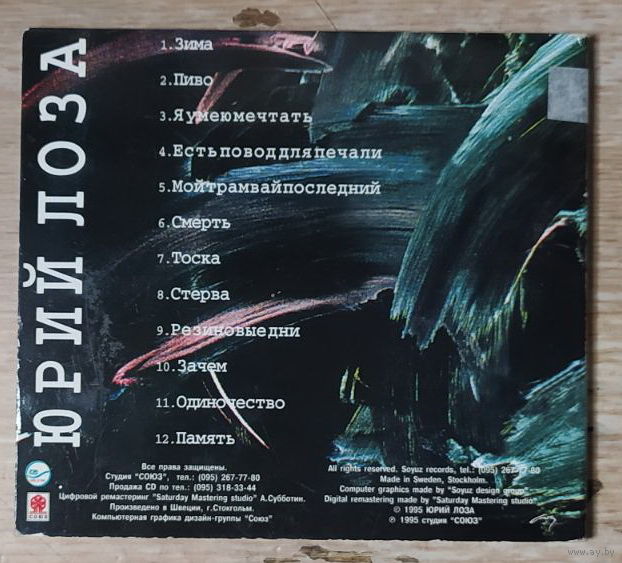 ЮРИЙ ЛОЗА
1.Зима
2.Пиво
3.Яумеюмечтать
4.Естьповоддляпечали
5.Мойтрамвайпоследний
6.Смерть
7.Тоска
8.Стерва
9.Резиновыедни
10.Зачем
11.Одиночество
12.Память
Все права защищены.
Студия "СОЮЗ", тел.: (095) 267-77-80
Продажа CD по тел.: (095) 318-33-44
Цифровой ремастеринг "Saturday Mastering studio" А.Субботин.
Произведено в Швеции, г.Стокгольм.
Компьютерная графика дизайн-группы "Союз"
All rights reserved. Soyuz records, tel.: (095) 267-77-80
Made in Sweden, Stockholm.
Computer graphics made by "Soyuz design group"
Digital remastering made by "Saturday Mastering studio"
© 1995 ЮРИЙ ЛОЗА
℗ 1995 студия "СОЮЗ"
СОЮЗ
www.ay.by